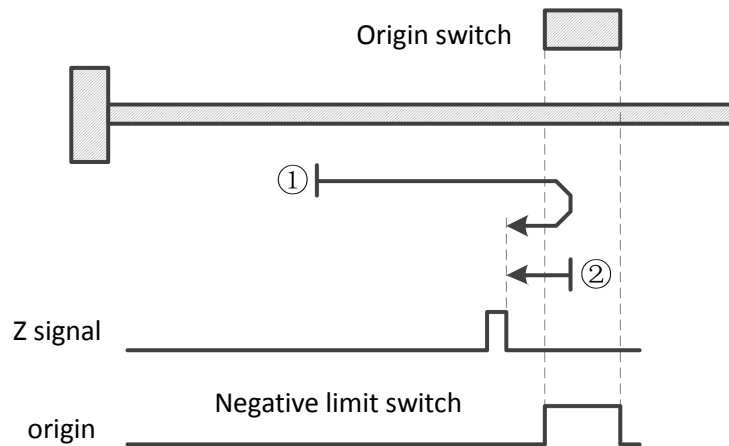 Origin switch
①
②
Z signal
Negative limit switch
origin